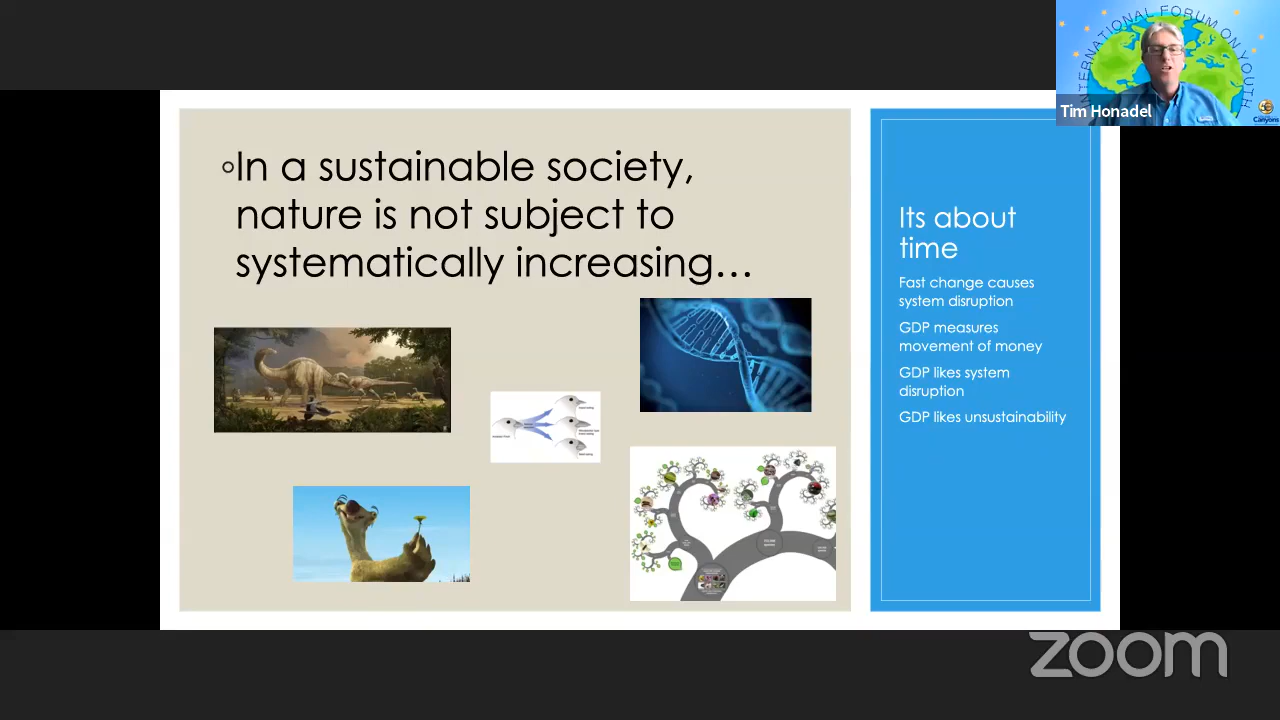 INTERNATIONAL FORUM ON YOUTH
Tim Honadel
Canyons
◦In a sustainable society,
nature is not subject to
systematically increasing…
Its about
time
Fast change causes
system disruption
GDP measures
movement of money
GDP likes system
disruption
GDP likes unsustainability
zoom